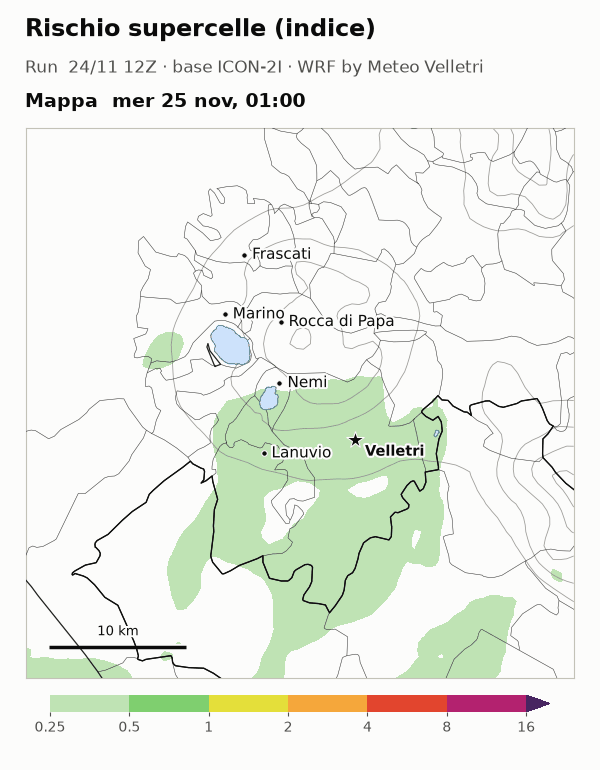 Rischio supercelle (indice)
Run 24/11 12Z · base ICON-2I · WRF by Meteo Velletri
Mappa mer 25 nov, 01:00
Frascati
Marino
Rocca di Papa
Nemi
Velletri
Lanuvio
10 km
0.25 0.5 1 2 4 8 16